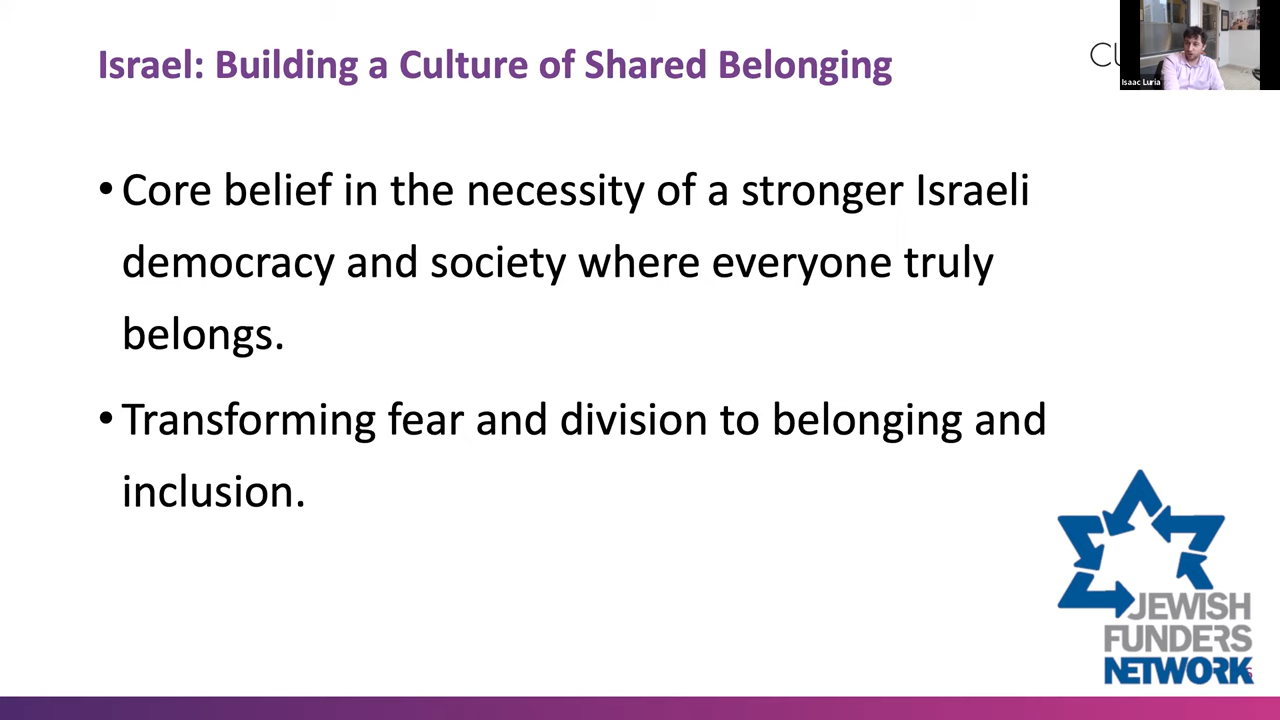 Israel: Building a Culture of Shared Belonging
Isaac Luria
• Core belief in the necessity of a stronger Israeli
democracy and society where everyone truly
belongs.
• Transforming fear and division to belonging and
inclusion.
JEWISH
FUNDERS
NETWORK